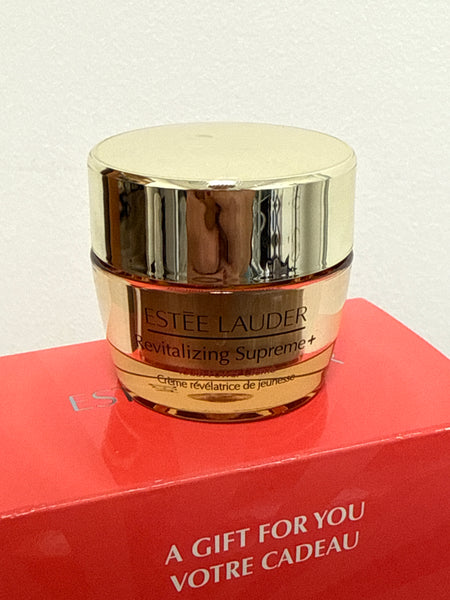 ESTĒE LAUDER
Revitalizing Supreme+
Crème révélatrice de jeunesse
A GIFT FOR YOU
VOTRE CADEAU